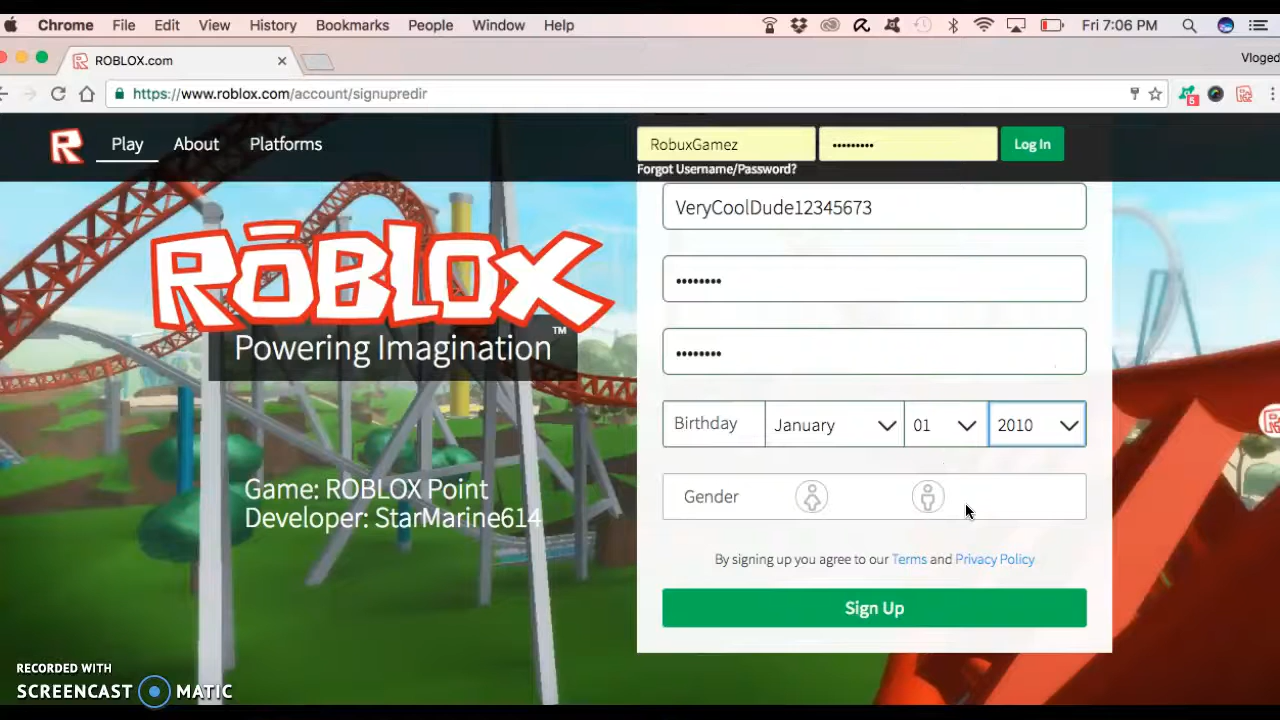 Chrome File Edit View History Bookmarks People Window Help Fri 7:06 PM
ROBLOX.com
Vloged
https://www.roblox.com/account/signupredir
5
R Play About Platforms RobuxGamez ••••••••• Log In
Forgot Username/Password?
VeryCoolDude12345673
••••••••
••••••••
ROBLOX
TM
Powering Imagination
Birthday January 01 2010
Game: ROBLOX Point
Developer: StarMarine614
Gender
By signing up you agree to our Terms and Privacy Policy
Sign Up
RECORDED WITH
SCREENCAST MATIC